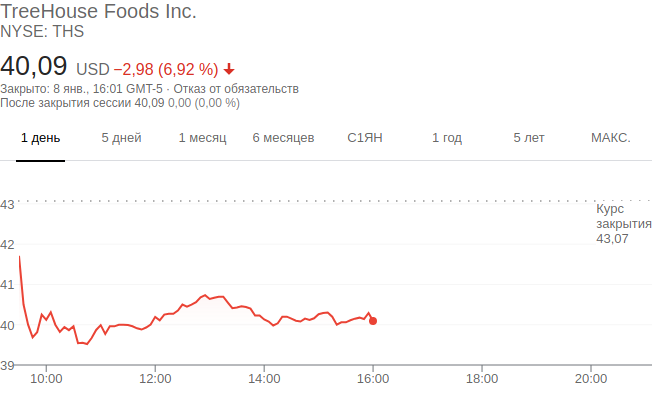 TreeHouse Foods Inc.
NYSE: THS
40,09 USD −2,98 (6,92 %)
Закрыто: 8 янв., 16:01 GMT-5 · Отказ от обязательств
После закрытия сессии 40,09 0,00 (0,00 %)
1 день 5 дней 1 месяц 6 месяцев С1ЯН 1 год 5 лет МАКС.
43
Курс
закрытия
43,07
42
41
40
39
10:00 12:00 14:00 16:00 18:00 20:00